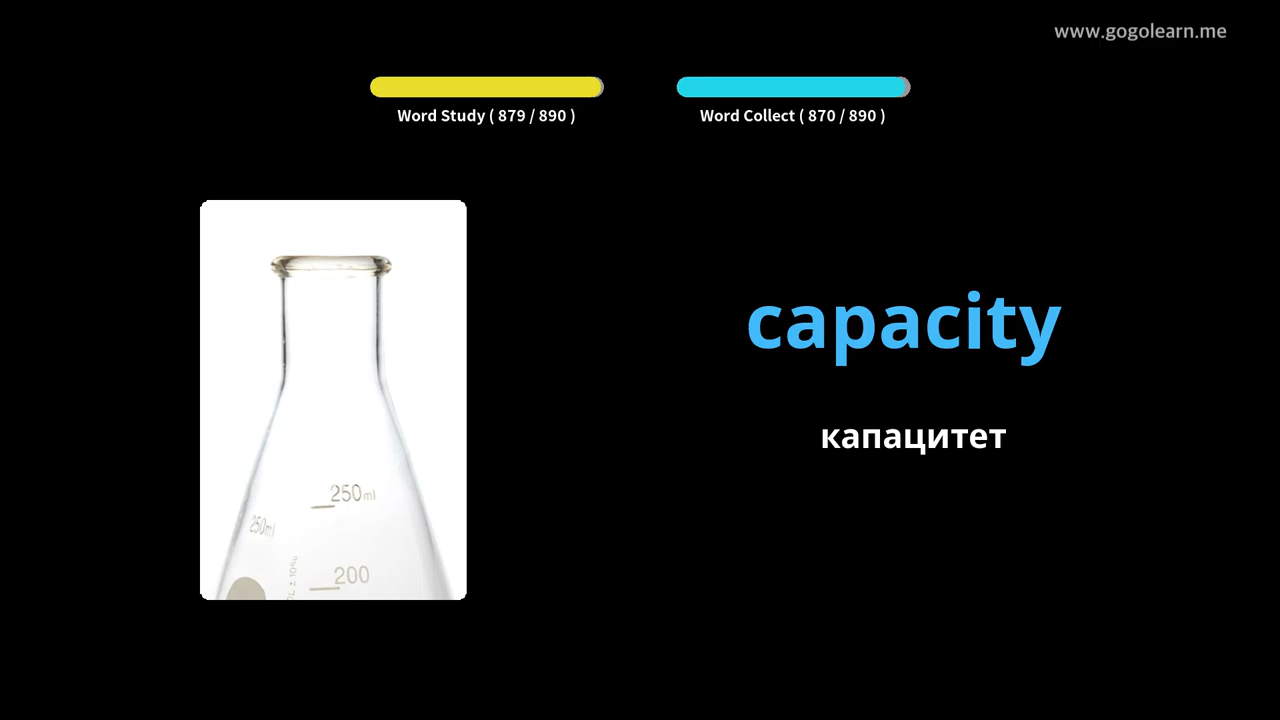 www.gogolearn.me
Word Study ( 879 / 890 )
Word Collect ( 870 / 890 )
capacity
капацитет
250ml
250ml
200